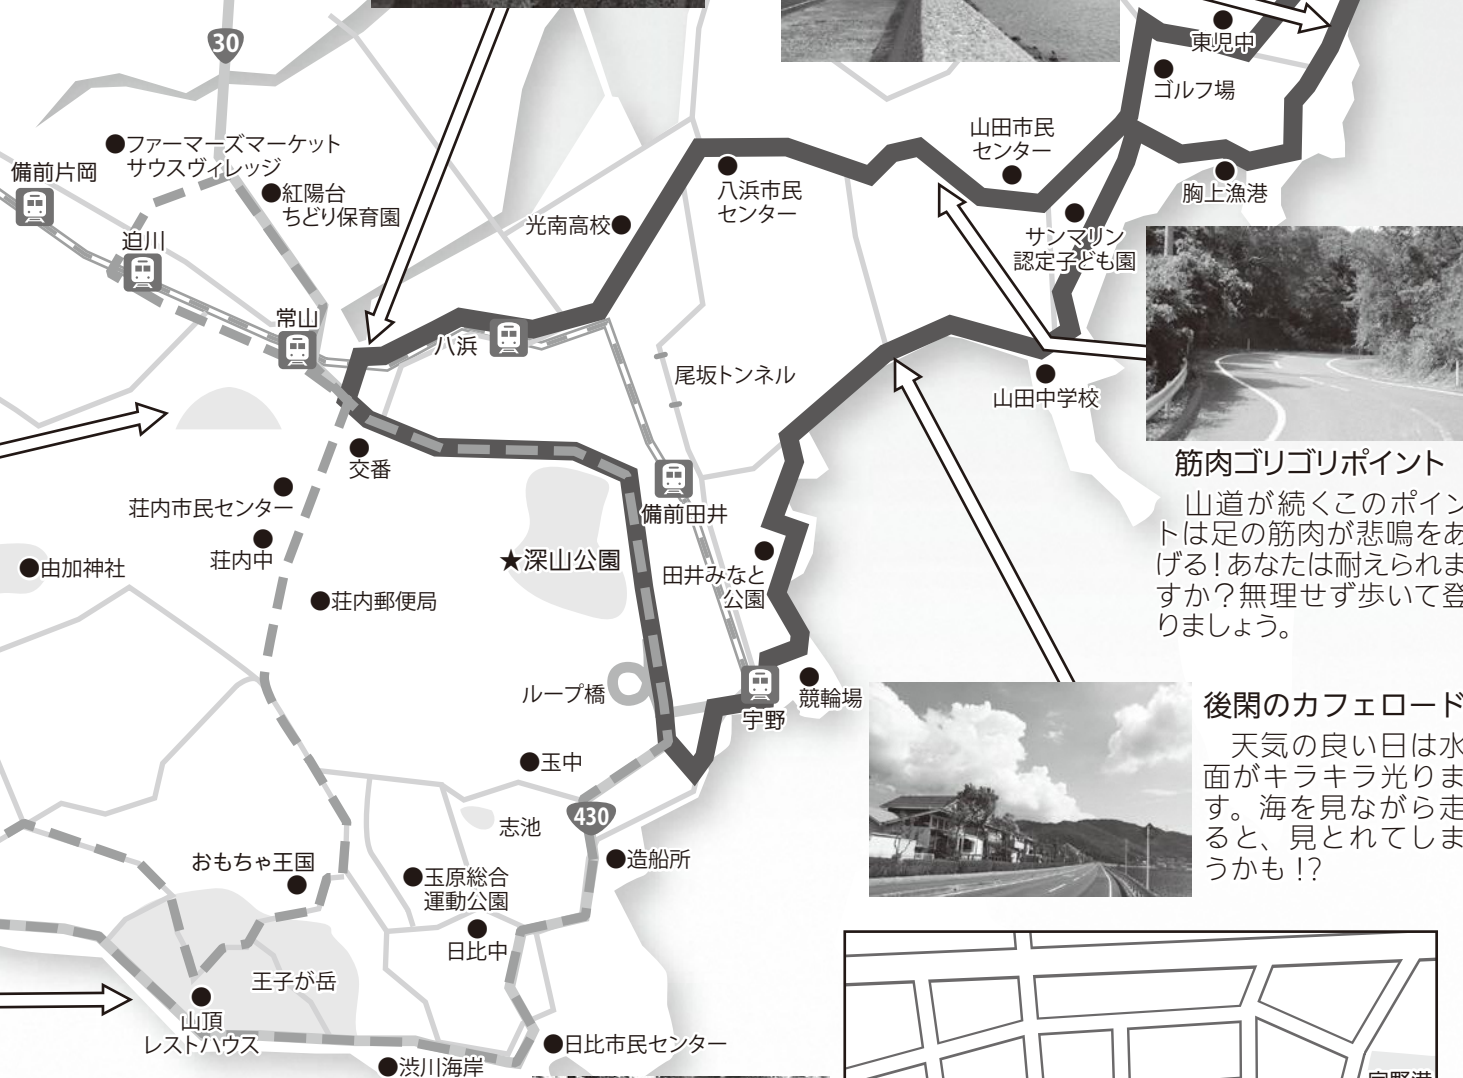 30
東児中
ゴルフ場
ファーマーズマーケット
サウスヴィレッジ
山田市民
センター
備前片岡
紅陽台
ちどり保育園
八浜市民
センター
胸上漁港
光南高校
迫川
サンマリン
認定子ども園
常山
八浜
尾坂トンネル
山田中学校
交番
筋肉ゴリゴリポイント
山道が続くこのポイン
トは足の筋肉が悲鳴をあ
げる!あなたは耐えられま
すか?無理せず歩いて登
りましょう。
荘内市民センター
備前田井
荘内中
★深山公園
由加神社
田井みなと
公園
荘内郵便局
ループ橋
競輪場
宇野
後閑のカフェロード
天気の良い日は水
面がキラキラ光りま
す。海を見ながら走
ると、見とれてしま
うかも!?
玉中
430
志池
造船所
おもちゃ王国
玉原総合
運動公園
日比中
王子が岳
山頂
レストハウス
日比市民センター
渋川海岸